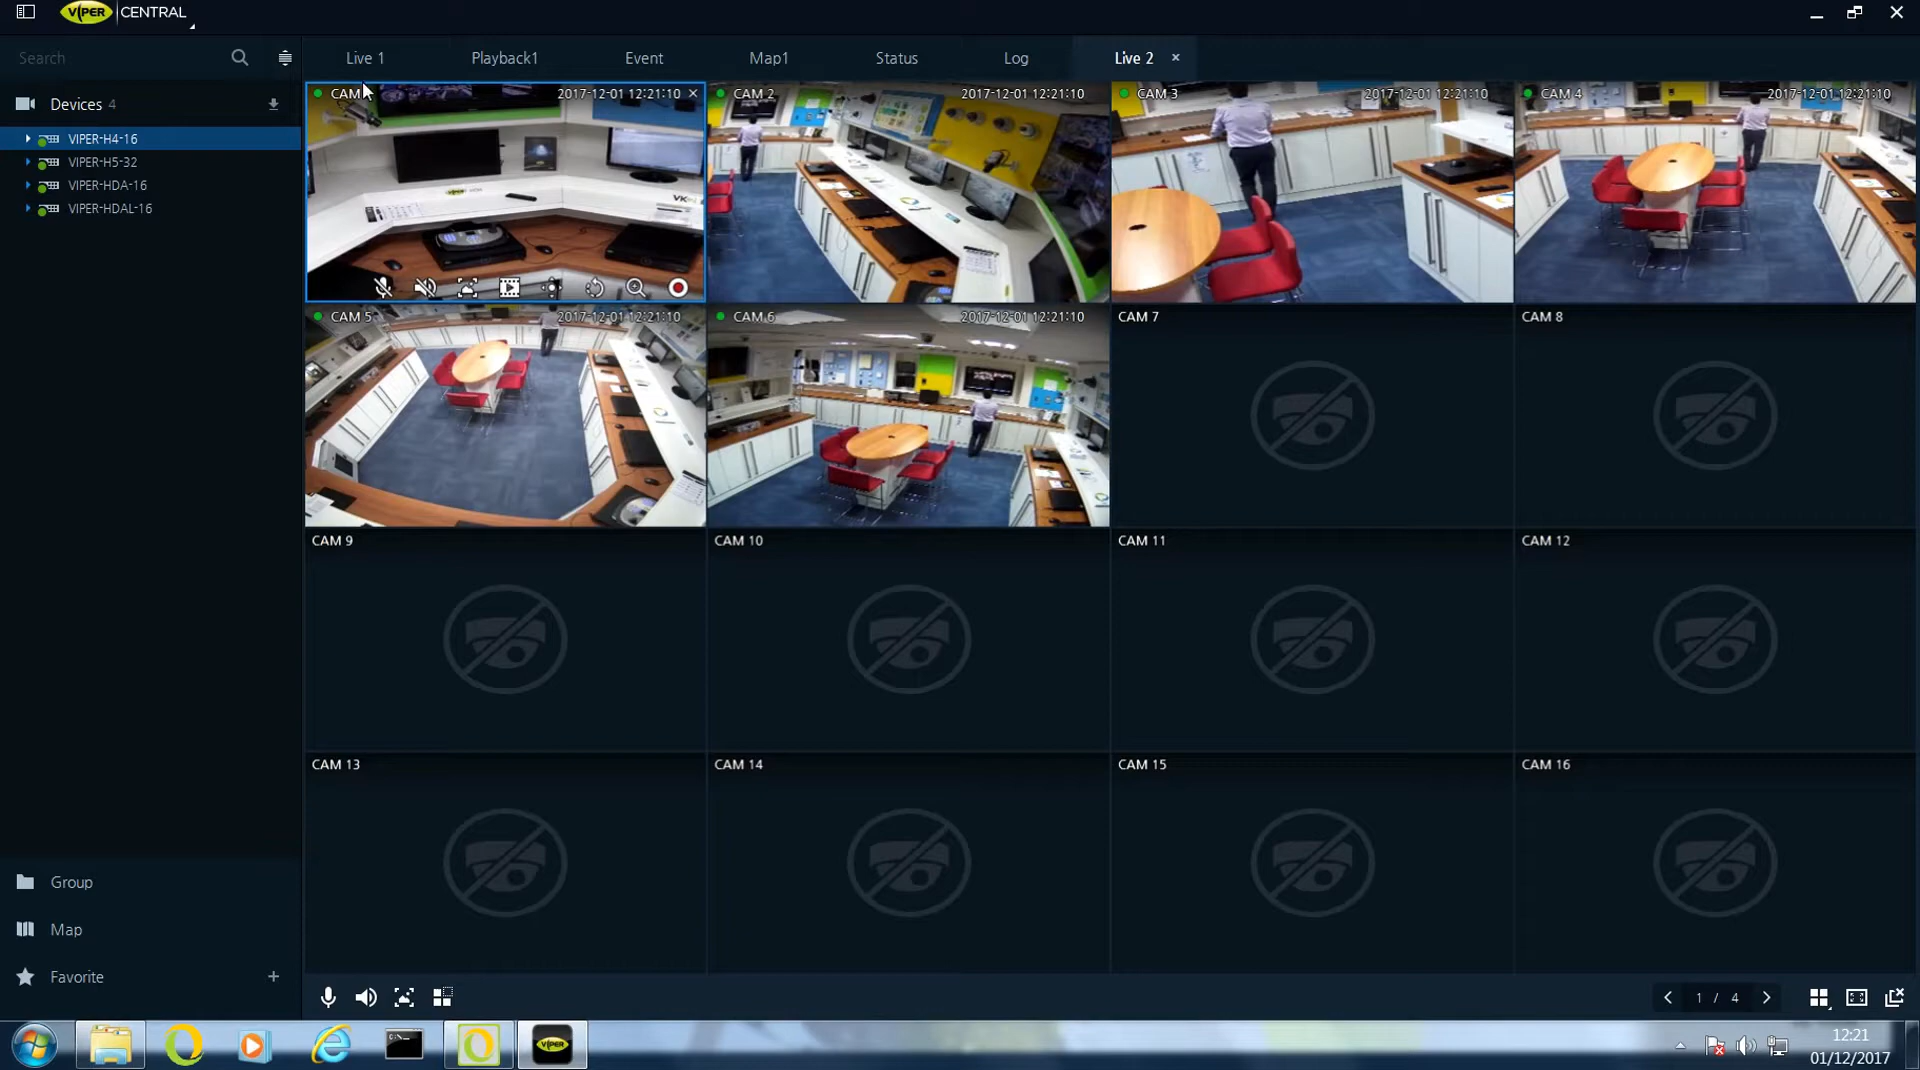 VIPER CENTRAL
Search
Live 1
Playback1
Event
Map1
Status
Log
Live 2
Devices 4
VIPER-H4-16
VIPER-H5-32
VIPER-HDA-16
VIPER-HDAL-16
CAM
2017-12-01 12:21:10
CAM 2
2017-12-01 12:21:10
CAM 3
2017-12-01 12:21:10
CAM 4
2017-12-01 12:21:10
CAM 5
2017-12-01 12:21:10
CAM 6
2017-12-01 12:21:10
CAM 7
CAM 8
CAM 9
CAM 10
CAM 11
CAM 12
CAM 13
CAM 14
CAM 15
CAM 16
Group
Map
Favorite
1 / 4
VIPER
12:21
01/12/2017